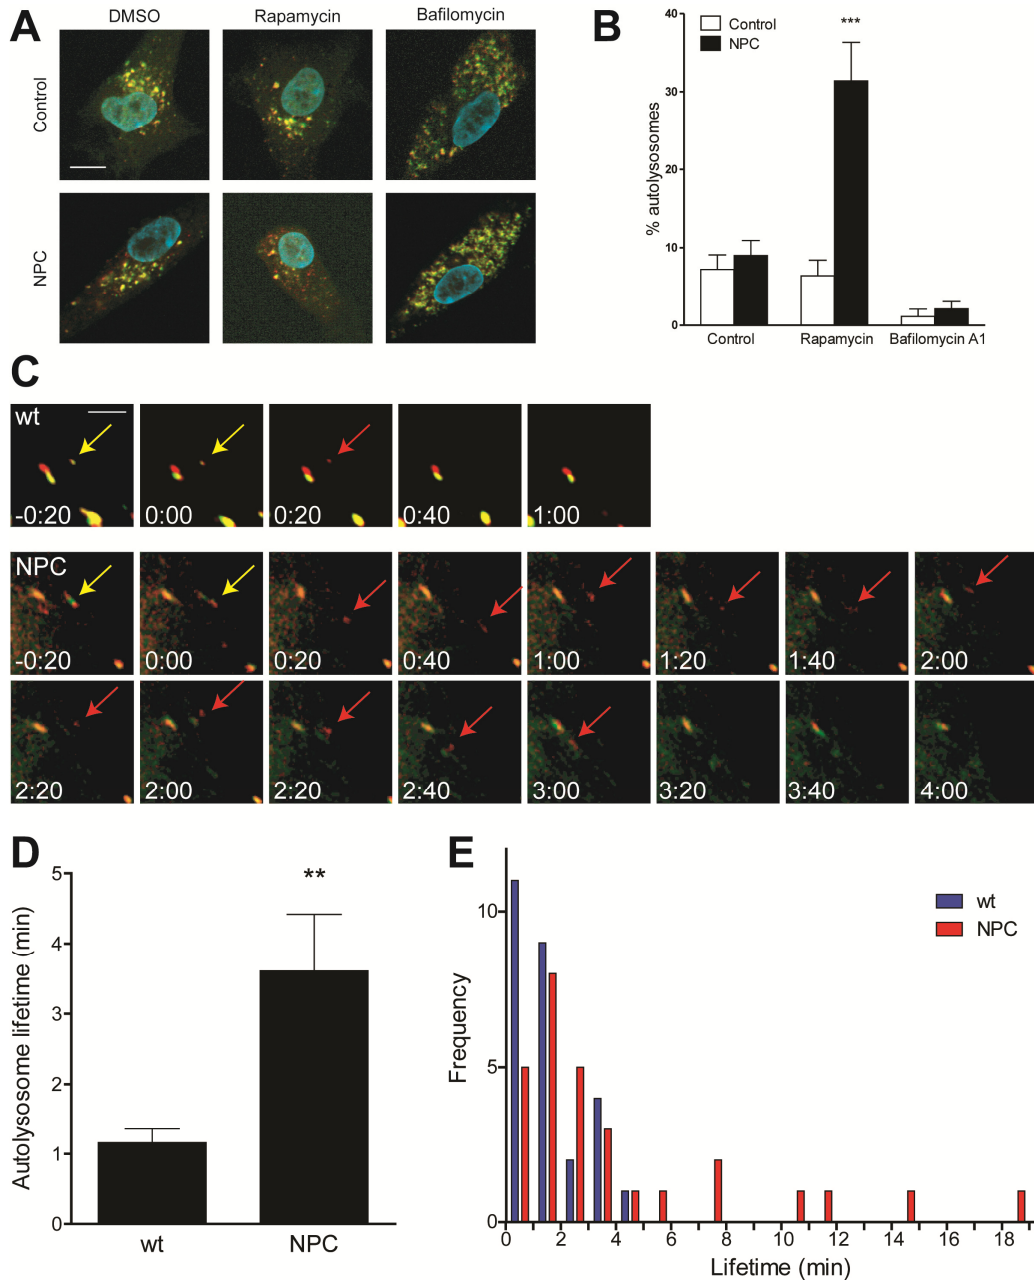 A
DMSO
Rapamycin
Bafilomycin
Control
NPC
B
Control
NPC
***
% autolysosomes
40
30
20
10
0
Control
Rapamycin
Bafilomycin A1
C
wt
-0:20
0:00
0:20
0:40
1:00
NPC
-0:20
0:00
0:20
0:40
1:00
1:20
1:40
2:00
2:20
2:00
2:20
2:40
3:00
3:20
3:40
4:00
D
**
Autolysosome lifetime (min)
5
4
3
2
1
0
wt
NPC
E
wt
NPC
Frequency
10
5
0
0 2 4 6 8 10 12 14 16 18
Lifetime (min)